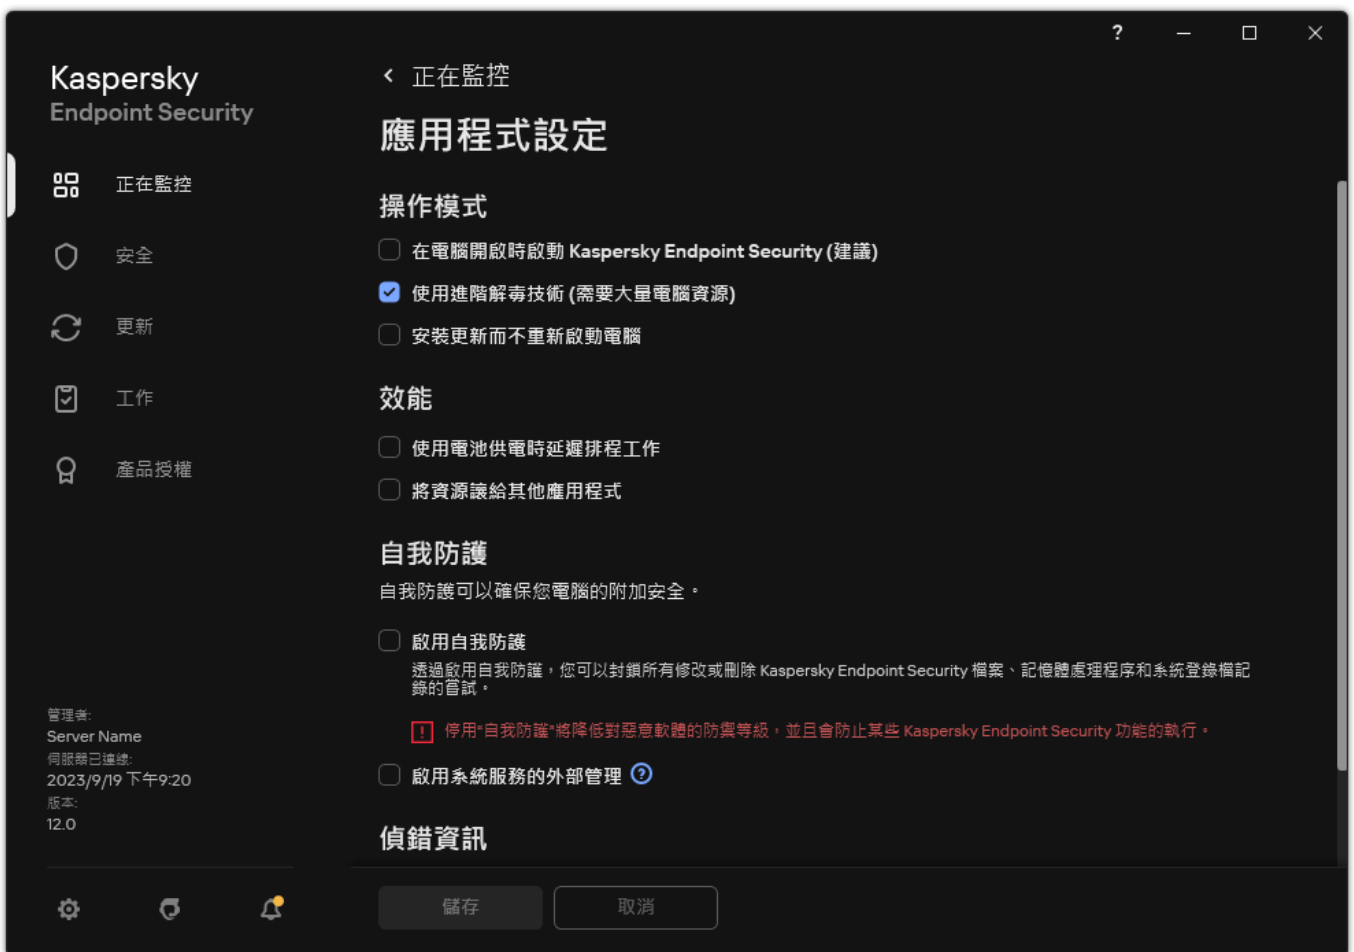 ?
Kaspersky
Endpoint Security
正在監控
安全
更新
工作
產品授權
管理者:
Server Name
伺服器已連線:
2023/9/19 下午9:20
版本:
12.0
正在監控
應用程式設定
操作模式
在電腦開啟時啟動 Kaspersky Endpoint Security (建議)
使用進階解毒技術 (需要大量電腦資源)
安裝更新而不重新啟動電腦
效能
使用電池供電時延遲排程工作
將資源讓給其他應用程式
自我防護
自我防護可以確保您電腦的附加安全。
啟用自我防護
透過啟用自我防護，您可以封鎖所有修改或刪除 Kaspersky Endpoint Security 檔案、記憶體處理程序和系統登錄檔記
錄的嘗試。
停用"自我防護"將降低對惡意軟體的防禦等級，並且會防止某些 Kaspersky Endpoint Security 功能的執行。
啟用系統服務的外部管理 ?
偵錯資訊
儲存
取消